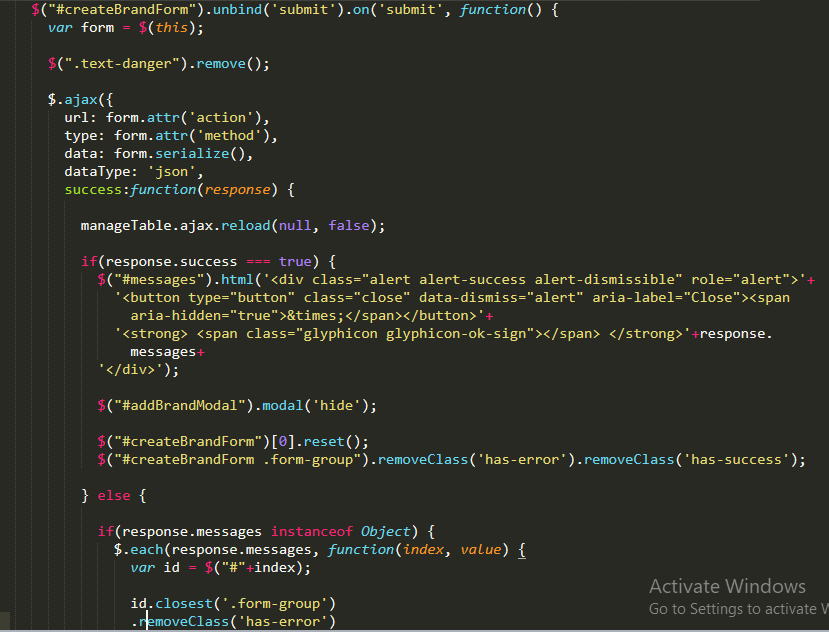 $("#createBrandForm").unbind('submit').on('submit', function() {
var form = $(this);
$(".text-danger").remove();
$.ajax({
url: form.attr('action'),
type: form.attr('method'),
data: form.serialize(),
dataType: 'json',
success:function(response) {
manageTable.ajax.reload(null, false);
if(response.success === true) {
$("#messages").html('<div class="alert alert-success alert-dismissible" role="alert">'+
'<button type="button" class="close" data-dismiss="alert" aria-label="Close"><span
aria-hidden="true">&times;</span></button>'+
'<strong> <span class="glyphicon glyphicon-ok-sign"></span> </strong>'+response.
messages+
'</div>');
$("#addBrandModal").modal('hide');
$("#createBrandForm")[0].reset();
$("#createBrandForm .form-group").removeClass('has-error').removeClass('has-success');
} else {
if(response.messages instanceof Object) {
$.each(response.messages, function(index, value) {
var id = $("#"+index);
id.closest('.form-group')
.removeClass('has-error')
Activate Windows
Go to Settings to activate W